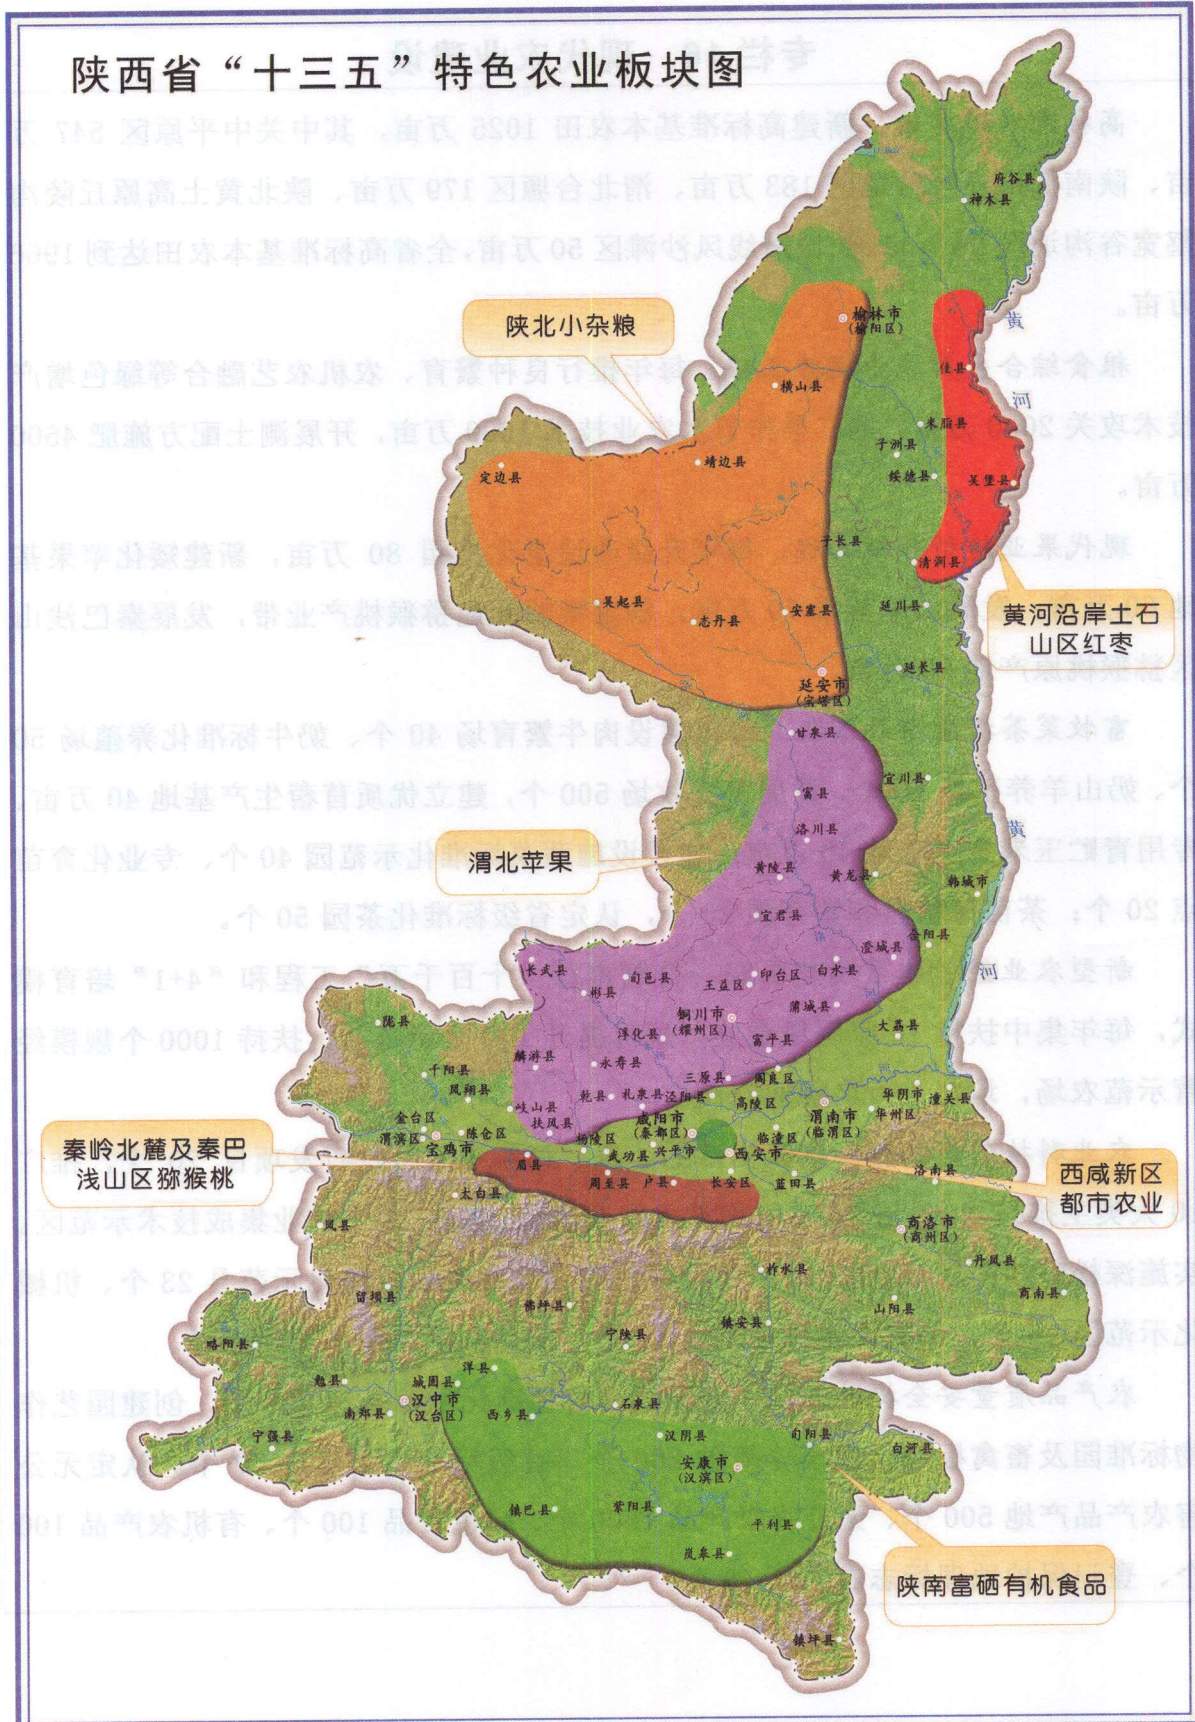 陕西省“十三五”特色农业板块图
府谷县
神木县
榆林市
(榆阳区)
黄
陕北小杂粮
佳县
横山县
河
米脂县
子洲县
靖边县
绥德县
定边县
吴堡县
子长县
清涧县
吴起县
安塞县
延川县
志丹县
黄河沿岸土石
山区红枣
延长县
延安市
(宝塔区)
甘泉县
宜川县
富县
洛川县
黄
渭北苹果
黄陵县
黄龙县
韩城市
宜君县
合阳县
澄城县
长武县
旬邑县
印台区
白水县
河
王益区
彬县
蒲城县
铜川市
(耀州区)
陇县
淳化县
大荔县
富平县
麟游县
永寿县
千阳县
三原县
阎良区
凤翔县
乾县
礼泉县
泾阳县
高陵区
华阴市
潼关县
岐山县
渭南市
(临渭区)
华州区
金台区
扶风县
咸阳市
(秦都区)
渭滨区
陈仓区
杨陵区
临潼区
宝鸡市
武功县
兴平市
西安市
秦岭北麓及秦巴
浅山区猕猴桃
眉县
洛南县
西咸新区
都市农业
周至县
户县
长安区
蓝田县
太白县
凤县
商洛市
(商州区)
丹凤县
柞水县
商南县
留坝县
佛坪县
山阳县
镇安县
宁陕县
略阳县
洋县
勉县
城固县
汉中市
(汉台区)
石泉县
南郑县
西乡县
汉阴县
旬阳县
宁强县
白河县
安康市
(汉滨区)
镇巴县
紫阳县
平利县
岚皋县
陕南富硒有机食品
镇坪县